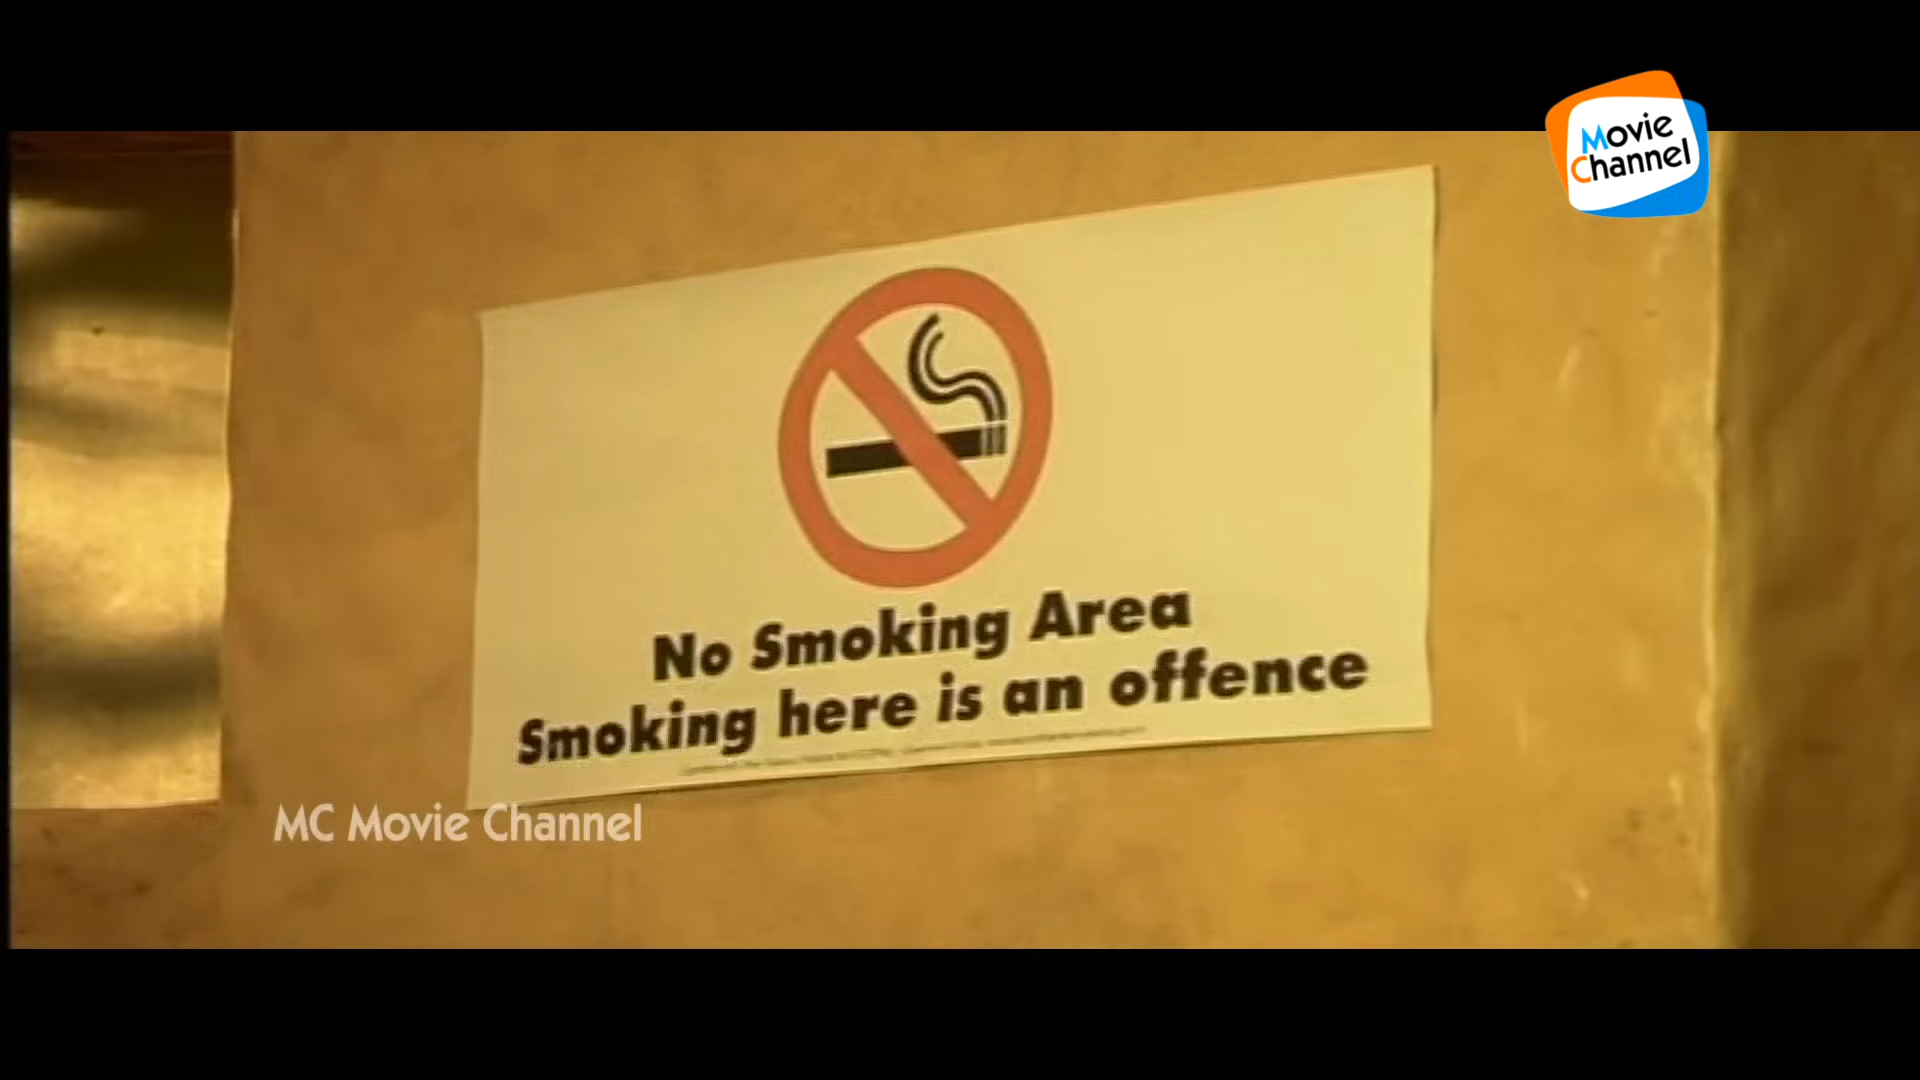 Movie
Channel
No Smoking Area
Smoking here is an offence
MC Movie Channel